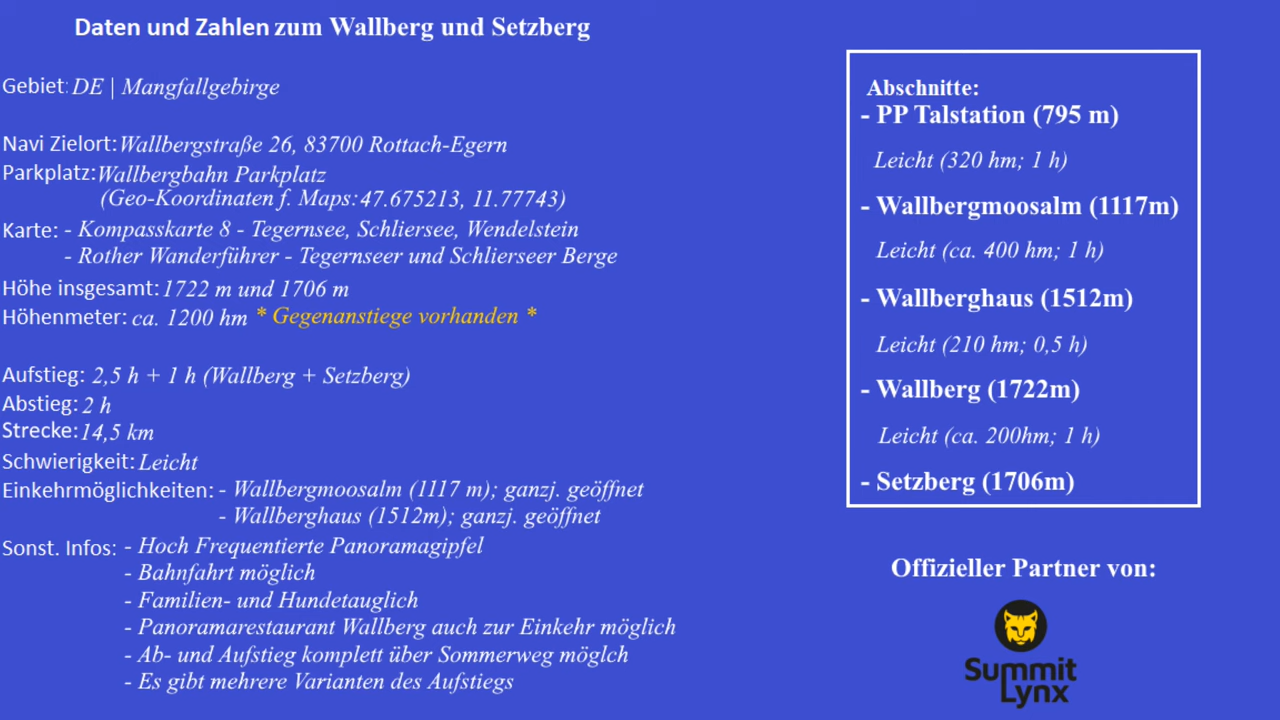 Daten und Zahlen zum Wallberg und Setzberg
Gebiet: DE | Mangfallgebirge
Navi Zielort: Wallbergstraße 26, 83700 Rottach-Egern
Parkplatz: Wallbergbahn Parkplatz
(Geo-Koordinaten f. Maps: 47.675213, 11.77743)
Karte: - Kompasskarte 8 - Tegernsee, Schliersee, Wendelstein
- Rother Wanderführer - Tegernseer und Schlierseer Berge
Höhe insgesamt: 1722 m und 1706 m
Höhenmeter: ca. 1200 hm * Gegenanstiege vorhanden *
Aufstieg: 2,5 h + 1 h (Wallberg + Setzberg)
Abstieg: 2 h
Strecke: 14,5 km
Schwierigkeit: Leicht
Einkehrmöglichkeiten: - Wallbergmoosalm (1117 m); ganzj. geöffnet
- Wallberghaus (1512m); ganzj. geöffnet
Sonst. Infos: - Hoch Frequentierte Panoramagipfel
- Bahnfahrt möglich
- Familien- und Hundetauglich
- Panoramarestaurant Wallberg auch zur Einkehr möglich
- Ab- und Aufstieg komplett über Sommerweg möglch
- Es gibt mehrere Varianten des Aufstiegs
Abschnitte:
- PP Talstation (795 m)
Leicht (320 hm; 1 h)
- Wallbergmoosalm (1117m)
Leicht (ca. 400 hm; 1 h)
- Wallberghaus (1512m)
Leicht (210 hm; 0,5 h)
- Wallberg (1722m)
Leicht (ca. 200hm; 1 h)
- Setzberg (1706m)
Offizieller Partner von:
Summit
Lynx